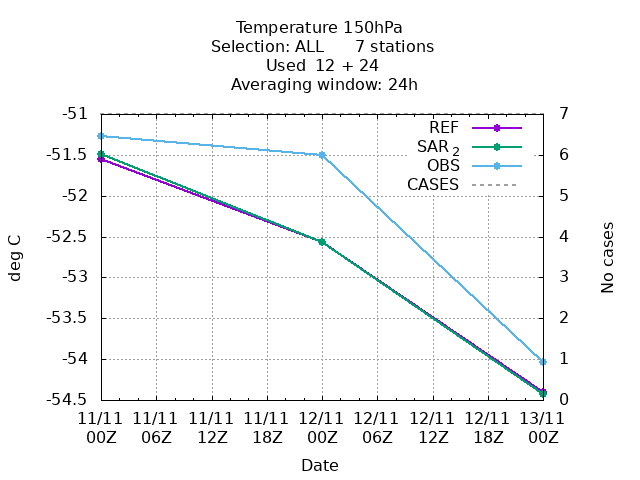 Temperature 150hPa
Selection: ALL      7 stations
Used  12 + 24
Averaging window: 24h
REF
SAR 2
OBS
CASES
-51
-51.5
-52
-52.5
-53
-53.5
-54
-54.5
7
6
5
4
3
2
1
0
deg C
No cases
11/11 11/11 11/11 11/11 12/11 12/11 12/11 12/11 13/11
00Z 06Z 12Z 18Z 00Z 06Z 12Z 18Z 00Z
Date